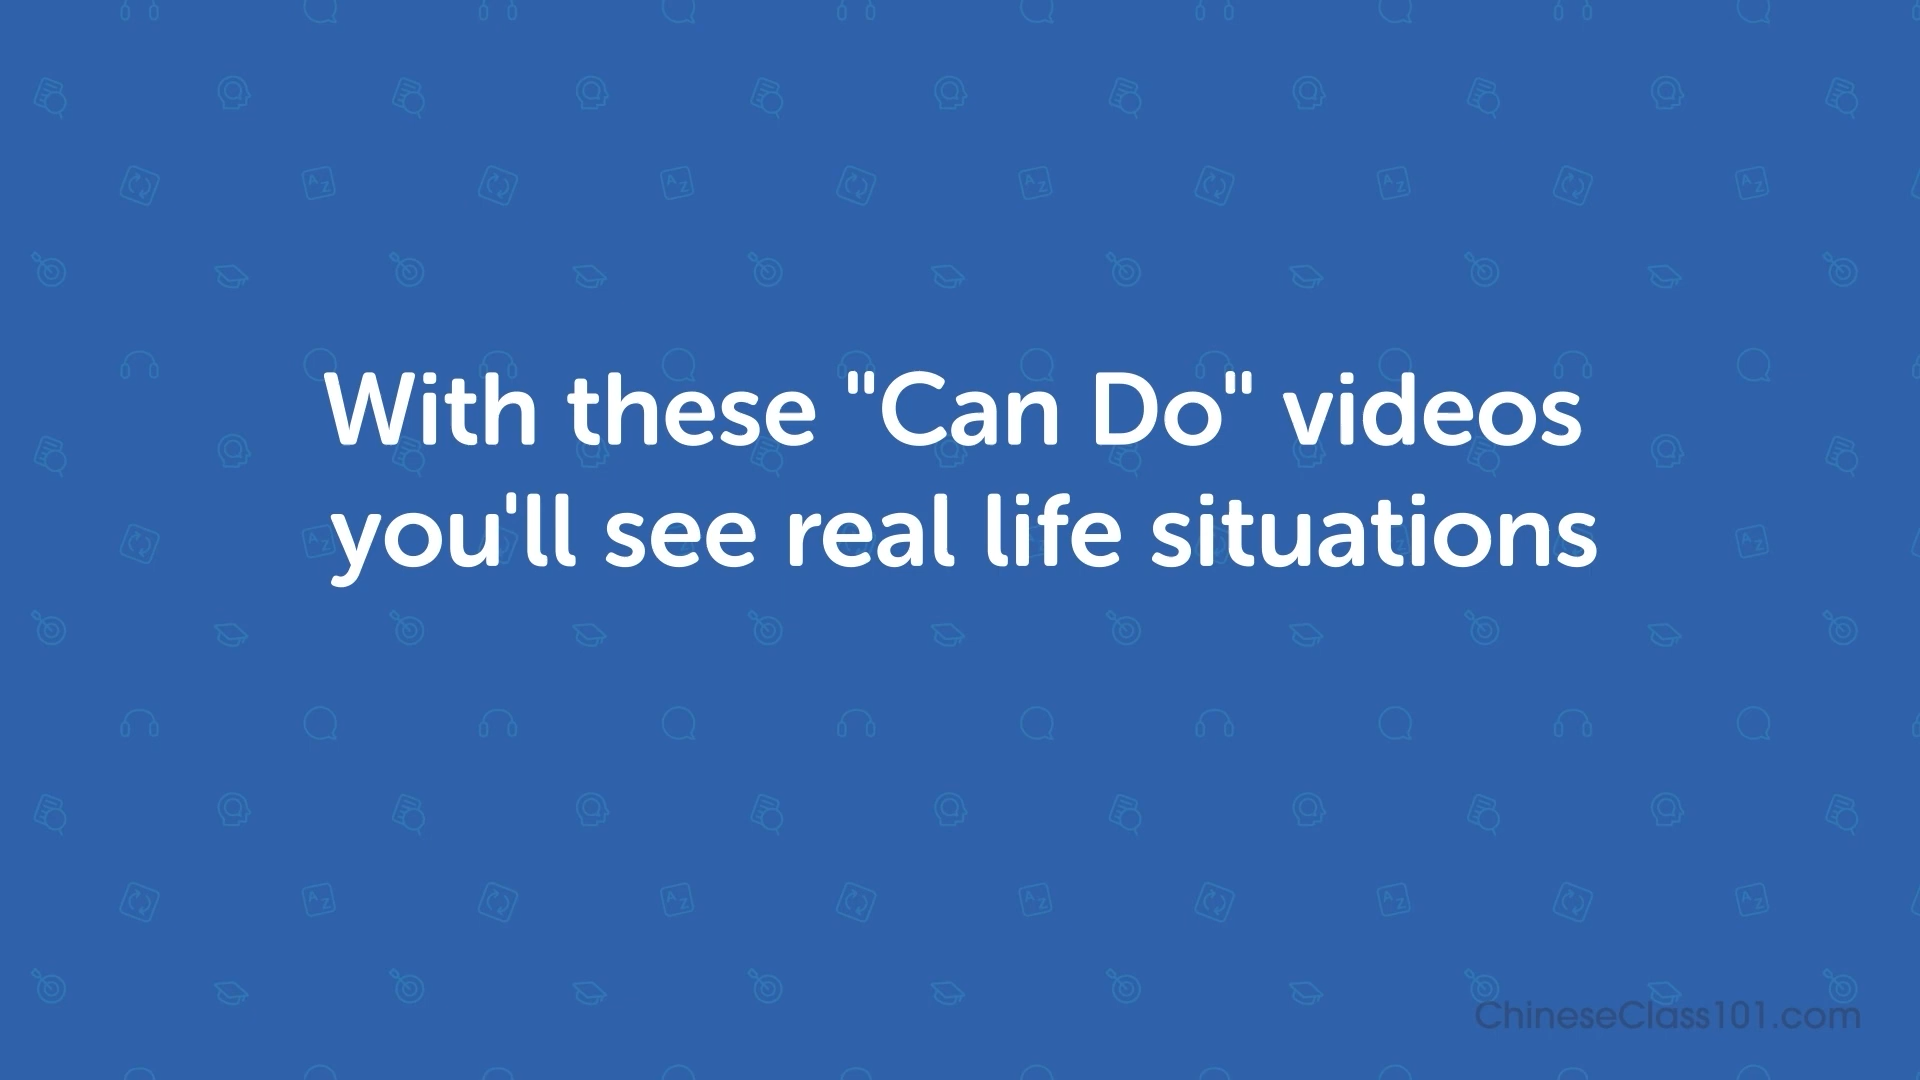 With these "Can Do" videos
you'll see real life situations
ChineseClass101.com